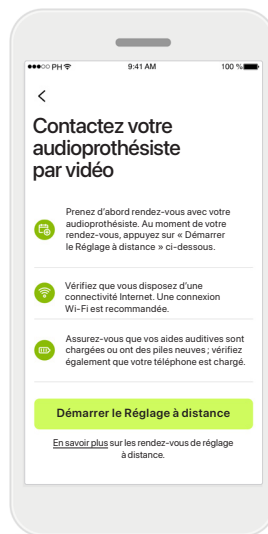 ●●●○○ PH 9:41 AM 100 %
Contactez votre
audioprothésiste
par vidéo
Prenez d'abord rendez-vous avec votre
audioprothésiste. Au moment de votre
rendez-vous, appuyez sur « Démarrer
le Réglage à distance » ci-dessous.
Vérifiez que vous disposez d'une
connectivité Internet. Une connexion
Wi-Fi est recommandée.
Assurez-vous que vos aides auditives sont
chargées ou ont des piles neuves ; vérifiez
également que votre téléphone est chargé.
Démarrer le Réglage à distance
En savoir plus sur les rendez-vous de réglage
à distance.